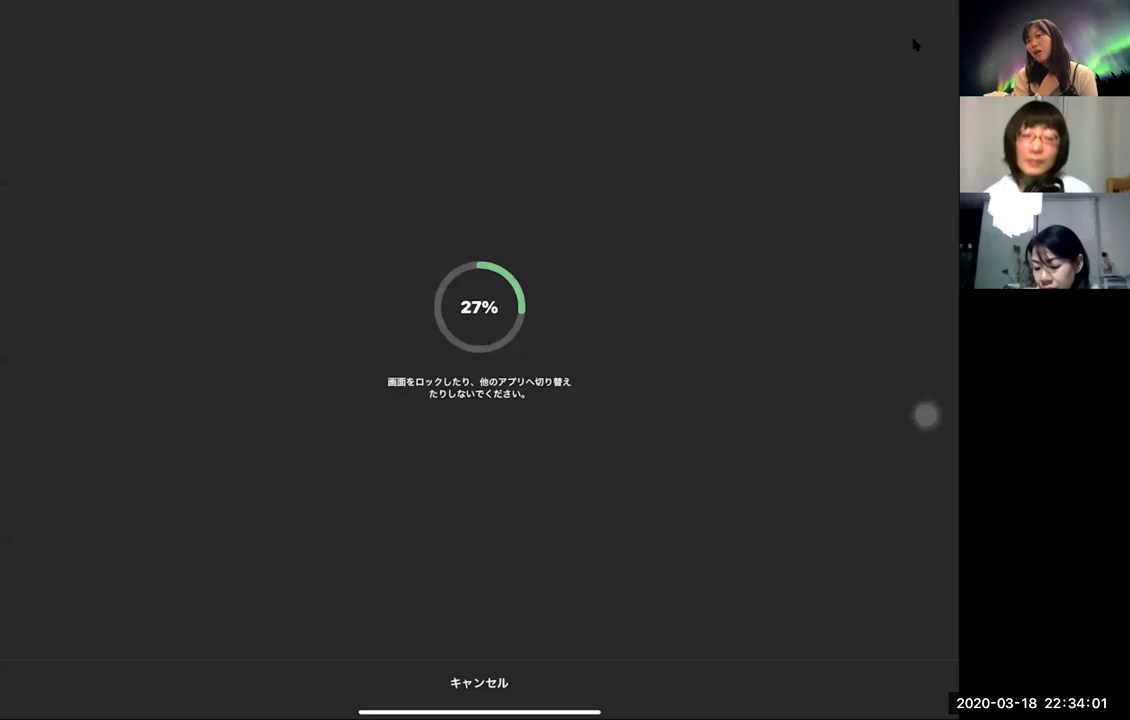 27%
画面をロックしたり、他のアプリへ切り替え
たりしないでください。
キャンセル
2020-03-18 22:34:01